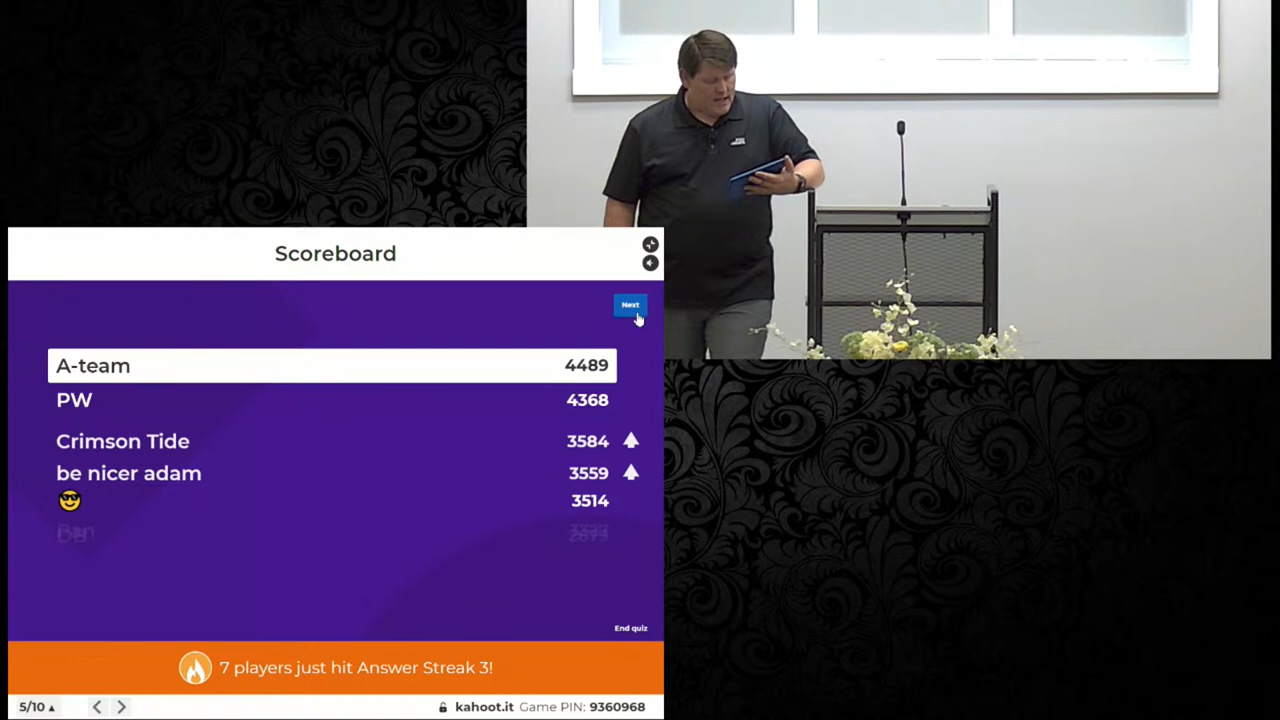 Scoreboard
Next
A-team 4489
PW 4368
Crimson Tide 3584
be nicer adam 3559
😎 3514
End quiz
7 players just hit Answer Streak 3!
5/10 kahoot.it Game PIN: 9360968